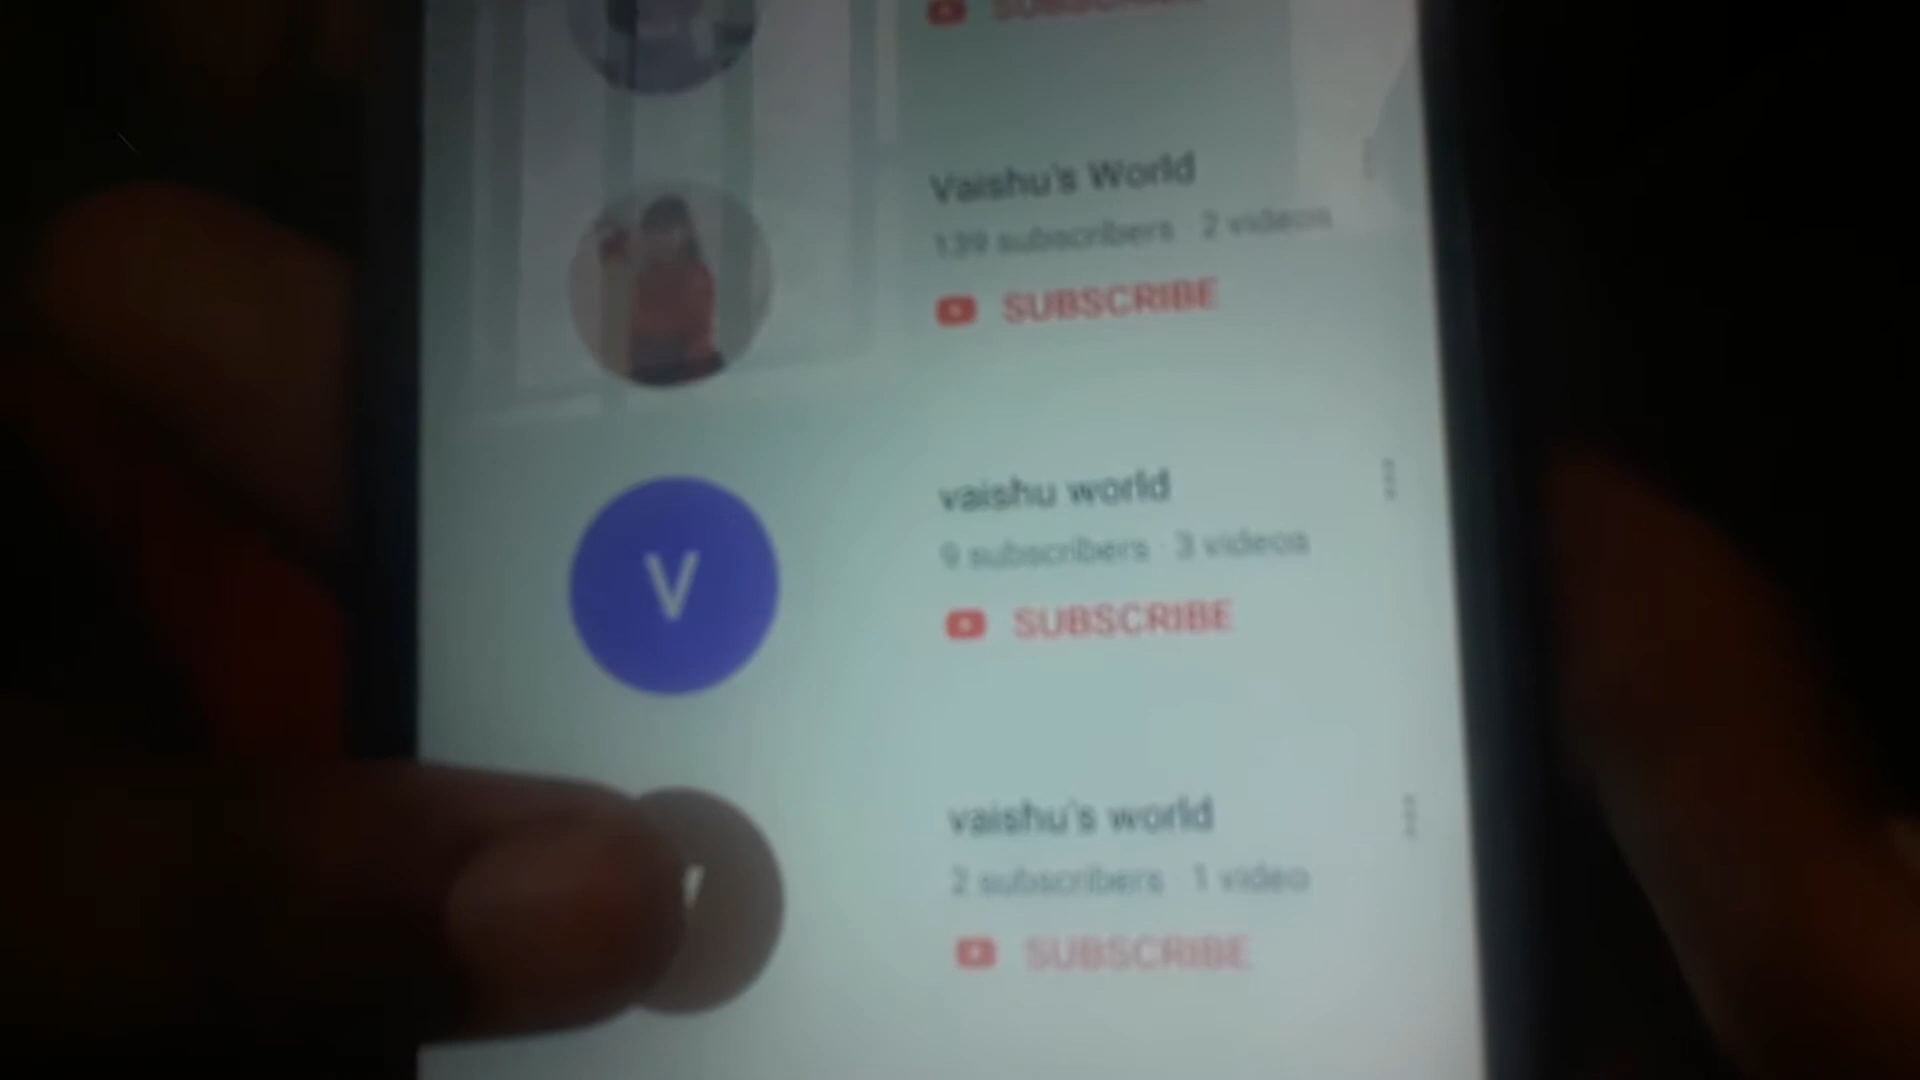 SUBSCRIBE
Vaishu's World
139 subscribers · 2 videos
SUBSCRIBE
vaishu world
9 subscribers · 3 videos
SUBSCRIBE
V
vaishu's world
2 subscribers · 1 video
SUBSCRIBE